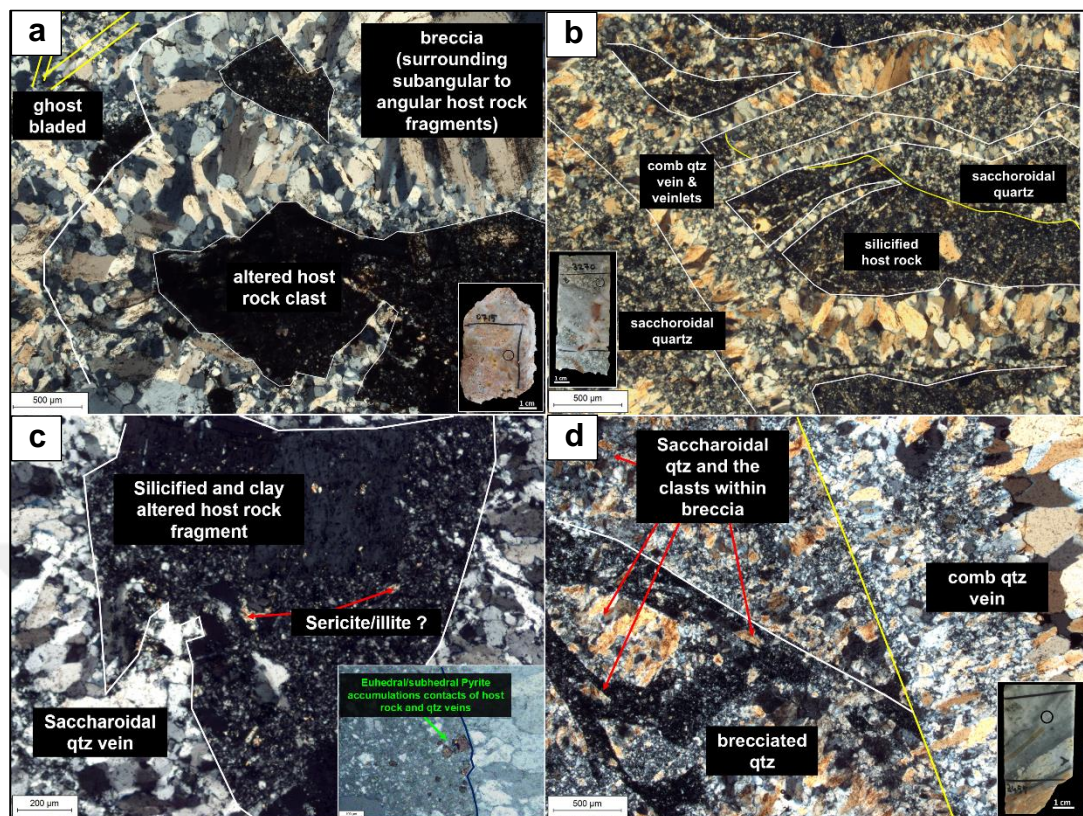 a
ghost
bladed
breccia
(surrounding
subangular to
angular host rock
fragments)
altered host
rock clast
0715
1 cm
500 µm
b
comb qtz
vein &
veinlets
sacchoroidal
quartz
silicified
host rock
3270
sacchoroidal
quartz
1 cm
500 µm
c
Silicified and clay
altered host rock
fragment
Sericite/illite ?
Euhedral/subhedral Pyrite
accumulations contacts of host
rock and qtz veins
Saccharoidal
qtz vein
200 µm
d
Saccharoidal
qtz and the
clasts within
breccia
comb qtz
vein
brecciated
qtz
1 cm
500 µm